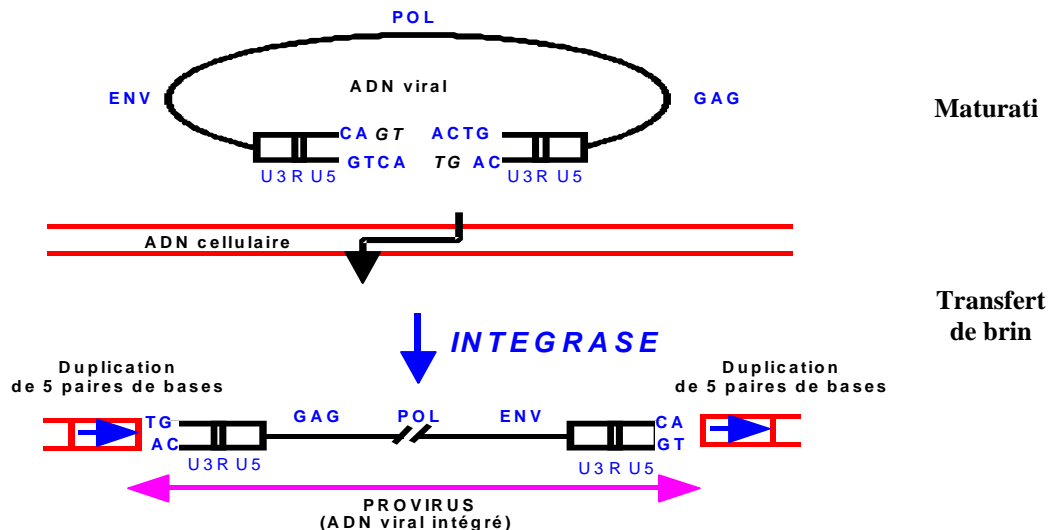 POL
ENV
ADN viral
GAG
Maturati
CA GT ACTG
GTCA TG AC
U3 R U5 U3 R U5
ADN cellulaire
Transfert
de brin
INTEGRASE
Duplication
de 5 paires de bases
Duplication
de 5 paires de bases
TG GAG POL ENV CA
AC GT
U3 R U5 U3 R U5
PROVIRUS
(ADN viral intégré)